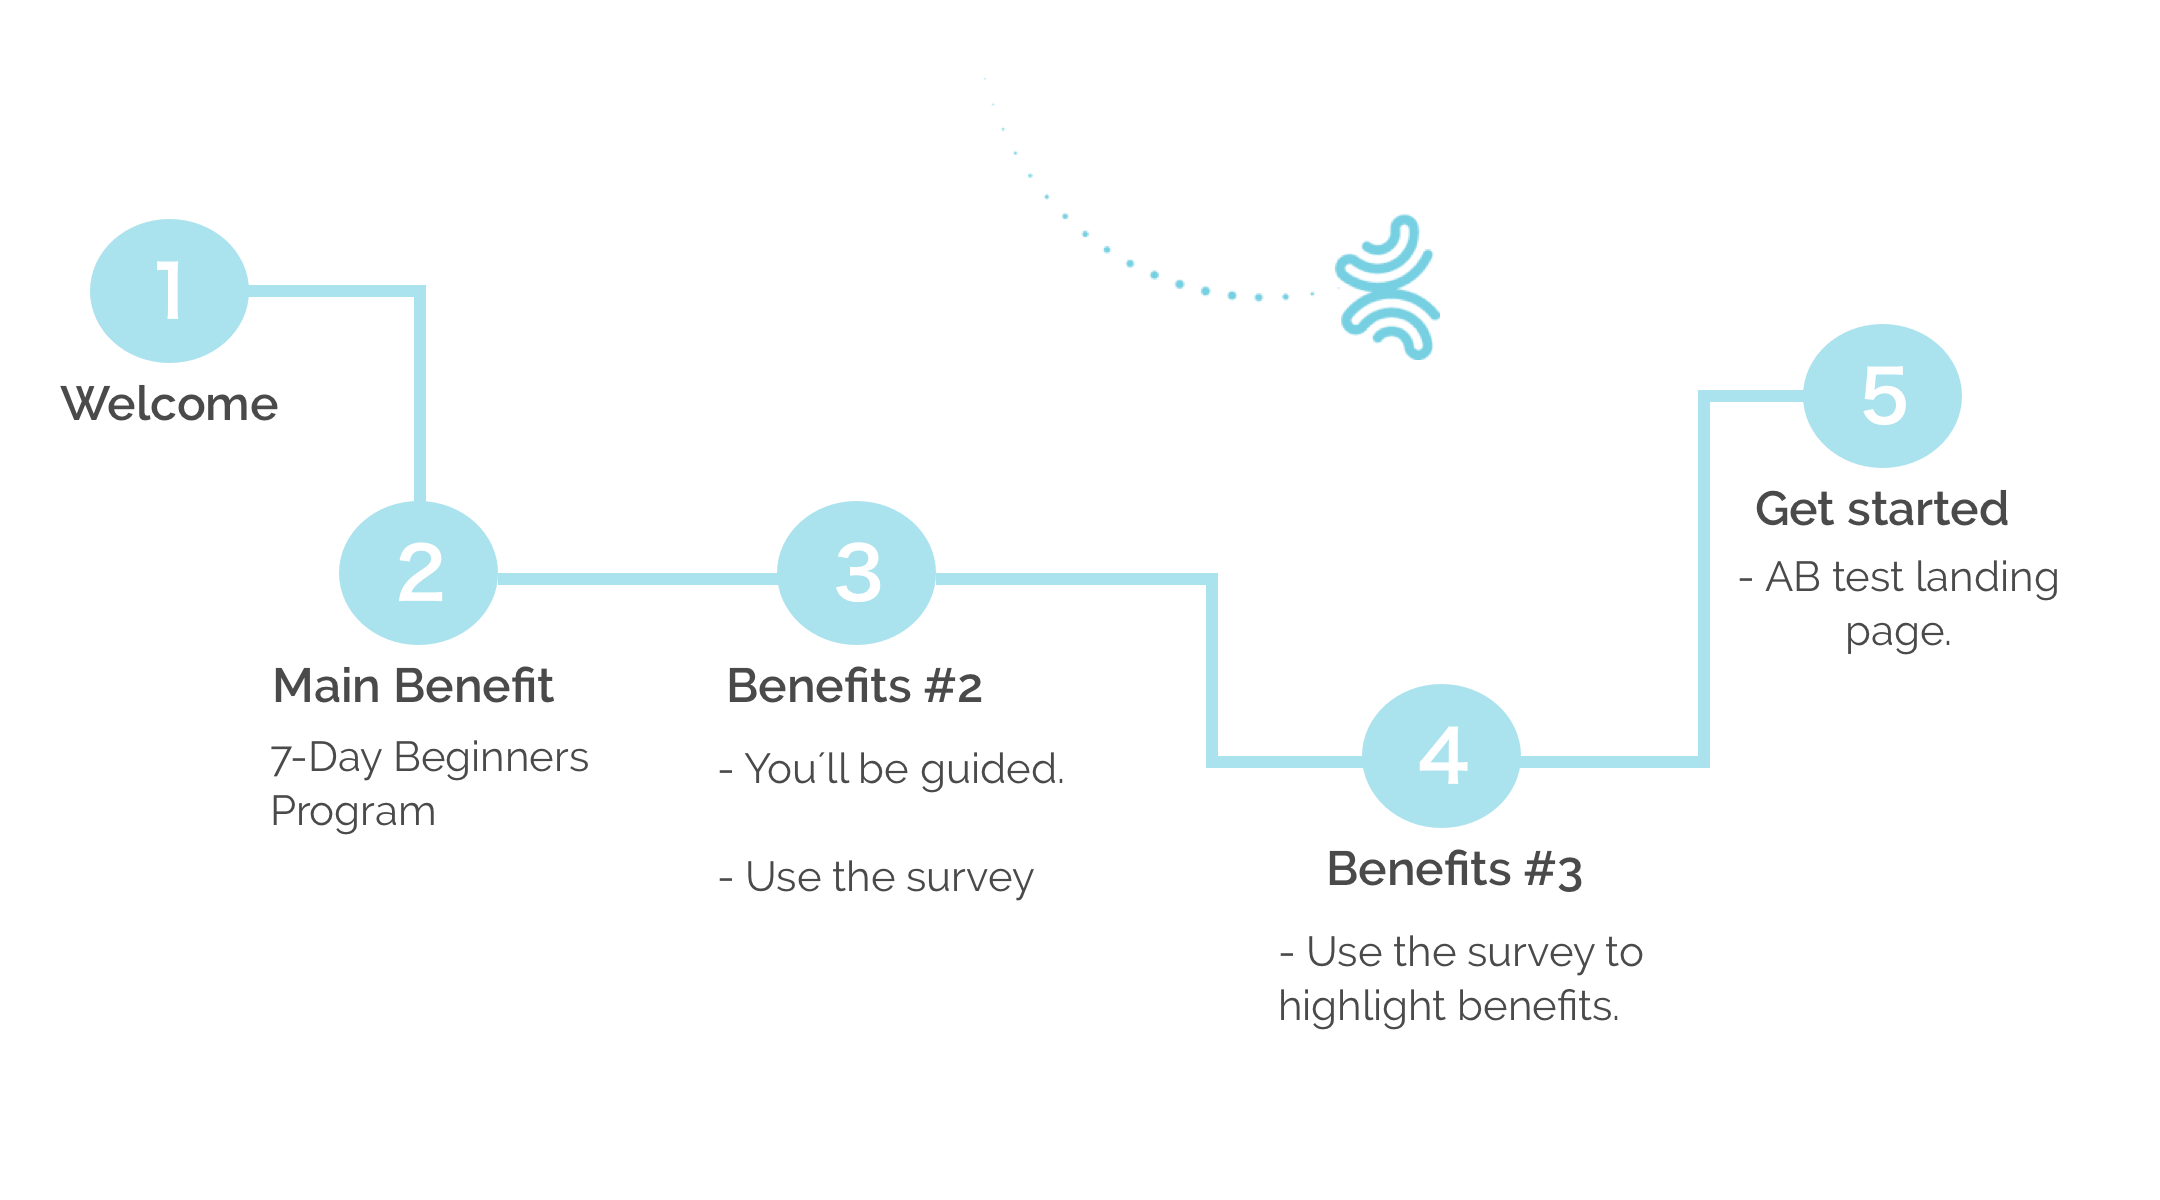 1
Welcome
2
Main Benefit
7-Day Beginners
Program
3
Benefits #2
- You´ll be guided.
- Use the survey
4
Benefits #3
- Use the survey to
highlight benefits.
5
Get started
- AB test landing
page.